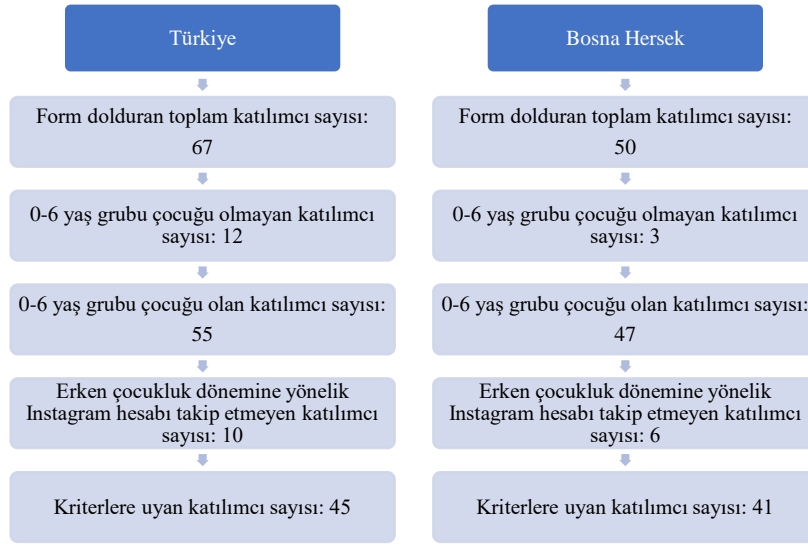 Türkiye
Form dolduran toplam katılımcı sayısı:
67
0-6 yaş grubu çocuğu olmayan katılımcı
sayısı: 12
0-6 yaş grubu çocuğu olan katılımcı sayısı:
55
Erken çocukluk dönemine yönelik
Instagram hesabı takip etmeyen katılımcı
sayısı: 10
Kriterlere uyan katılımcı sayısı: 45
Bosna Hersek
Form dolduran toplam katılımcı sayısı:
50
0-6 yaş grubu çocuğu olmayan katılımcı
sayısı: 3
0-6 yaş grubu çocuğu olan katılımcı sayısı:
47
Erken çocukluk dönemine yönelik
Instagram hesabı takip etmeyen katılımcı
sayısı: 6
Kriterlere uyan katılımcı sayısı: 41